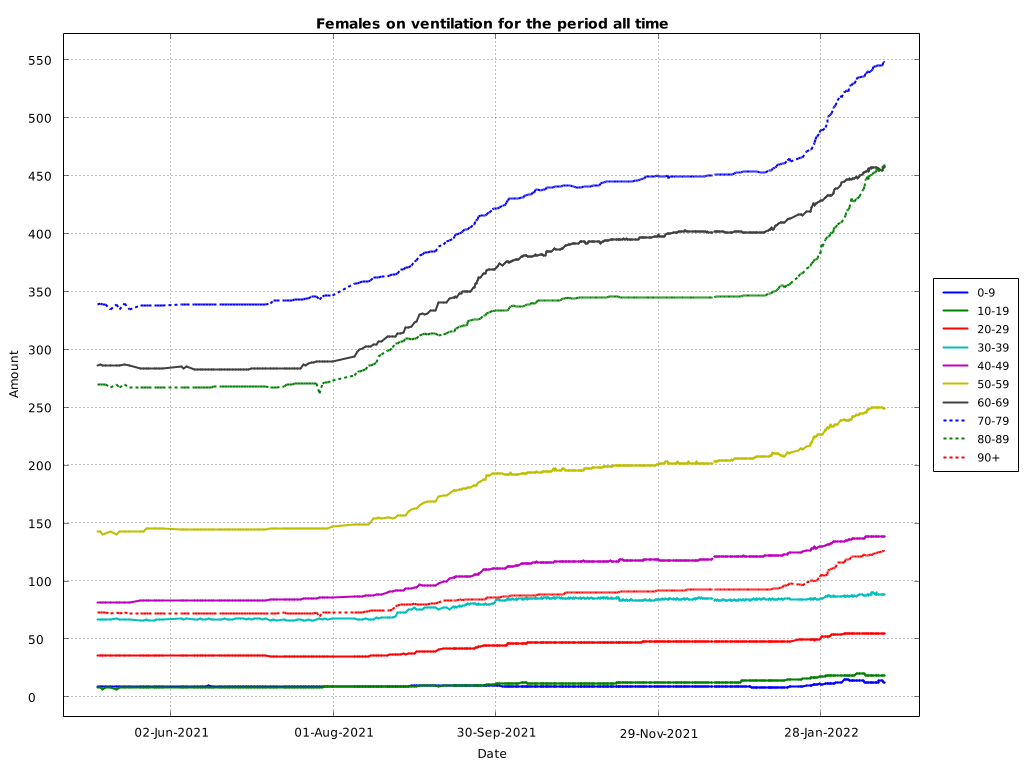 Females on ventilation for the period all time
550
500
450
400
350
300
250
200
150
100
50
0
Amount
02-Jun-2021
01-Aug-2021
30-Sep-2021
29-Nov-2021
28-Jan-2022
Date
0-9
10-19
20-29
30-39
40-49
50-59
60-69
70-79
80-89
90+